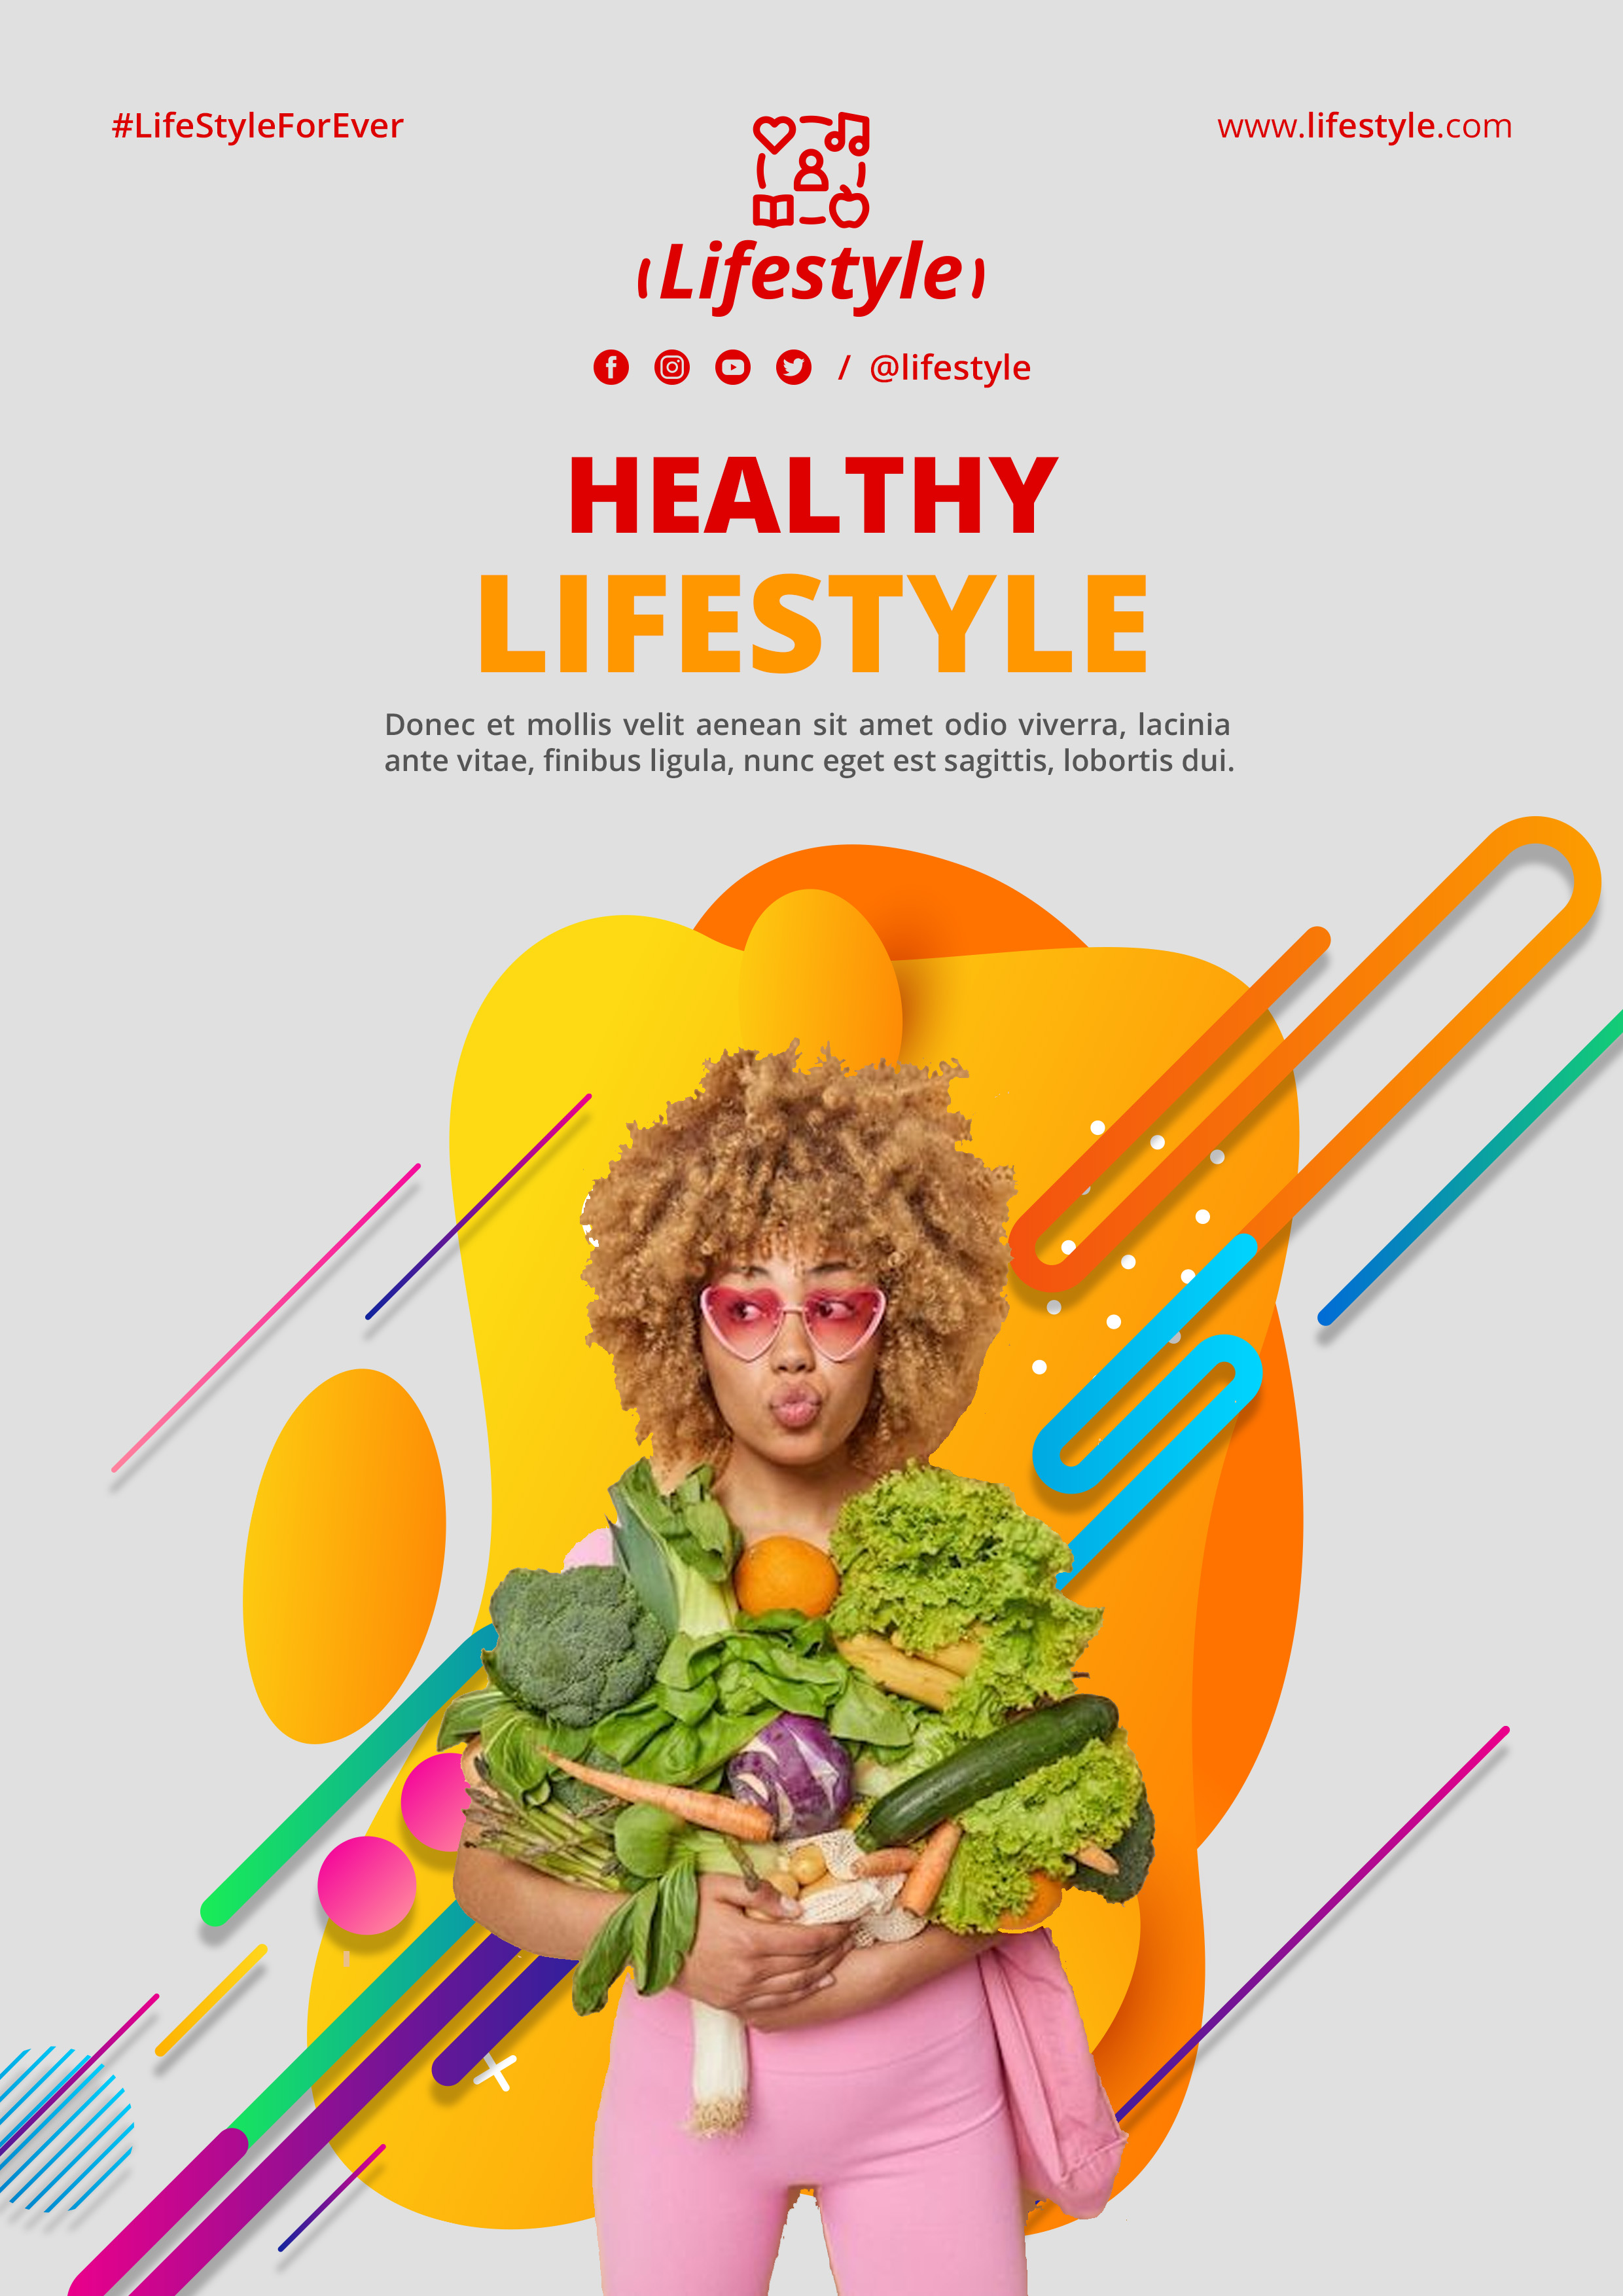 #LifeStyleForEver
www.lifestyle.com
Lifestyle
/ @lifestyle
HEALTHY
LIFESTYLE
Donec et mollis velit aenean sit amet odio viverra, lacinia
ante vitae, finibus ligula, nunc eget est sagittis, lobortis dui.